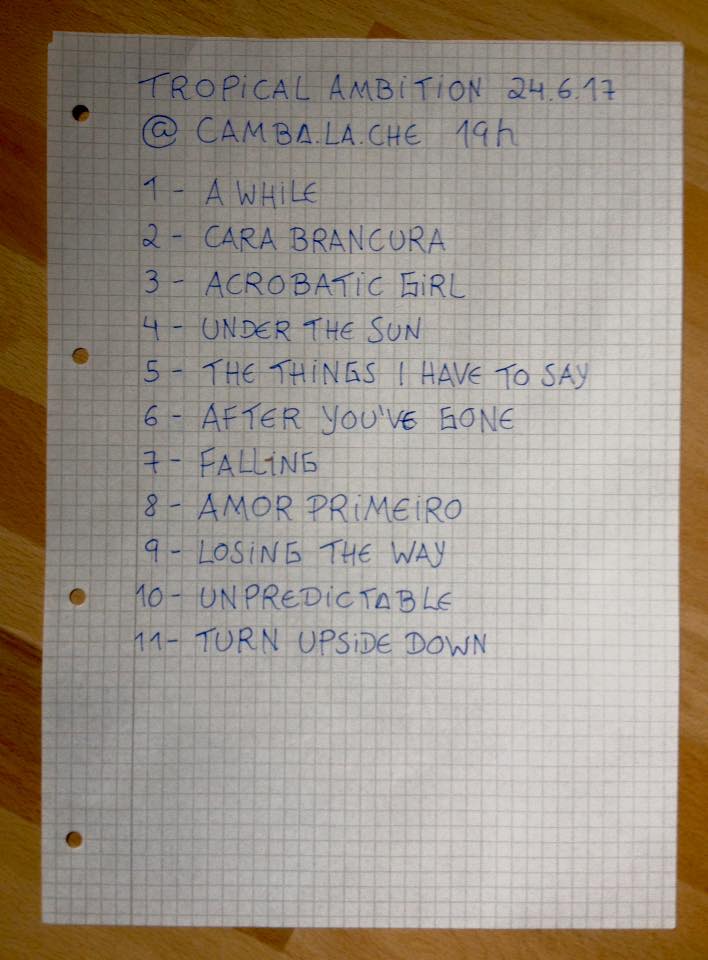 TROPiCAL AMBiTiON 24.6.17
@ CAMBA.LA.CHE 19h
1 - A WHiLE
2 - CARA BRANCURA
3 - ACROBATiC GiRL
4 - UNDER THE SUN
5 - THE THiNGS I HAVE TO SAY
6 - AFTER YOU'VE GONE
7 - FALLiNG
8 - AMOR PRiMEiRO
9 - LOSiNG THE WAY
10 - UNPREDiCTABLE
11 - TURN UPSiDE DOWN